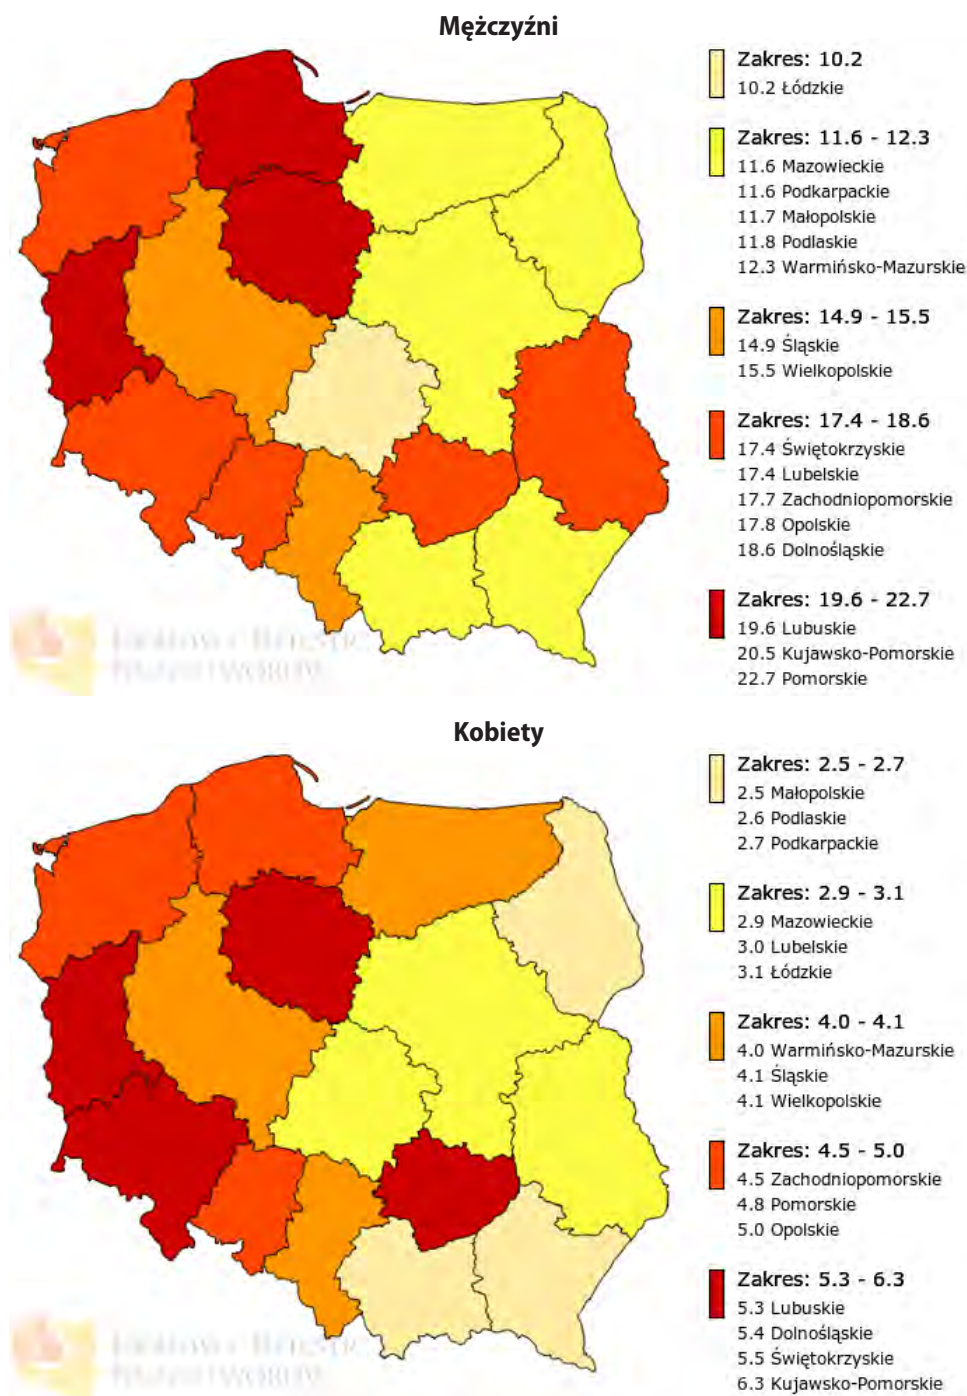 Mężczyźni
Zakres: 10.2
10.2 Łódzkie
Zakres: 11.6 - 12.3
11.6 Mazowieckie
11.6 Podkarpackie
11.7 Małopolskie
11.8 Podlaskie
12.3 Warmińsko-Mazurskie
Zakres: 14.9 - 15.5
14.9 Śląskie
15.5 Wielkopolskie
Zakres: 17.4 - 18.6
17.4 Świętokrzyskie
17.4 Lubelskie
17.7 Zachodniopomorskie
17.8 Opolskie
18.6 Dolnośląskie
Zakres: 19.6 - 22.7
19.6 Lubuskie
20.5 Kujawsko-Pomorskie
22.7 Pomorskie
Kobiety
Zakres: 2.5 - 2.7
2.5 Małopolskie
2.6 Podlaskie
2.7 Podkarpackie
Zakres: 2.9 - 3.1
2.9 Mazowieckie
3.0 Lubelskie
3.1 Łódzkie
Zakres: 4.0 - 4.1
4.0 Warmińsko-Mazurskie
4.1 Śląskie
4.1 Wielkopolskie
Zakres: 4.5 - 5.0
4.5 Zachodniopomorskie
4.8 Pomorskie
5.0 Opolskie
Zakres: 5.3 - 6.3
5.3 Lubuskie
5.4 Dolnośląskie
5.5 Świętokrzyskie
6.3 Kujawsko-Pomorskie